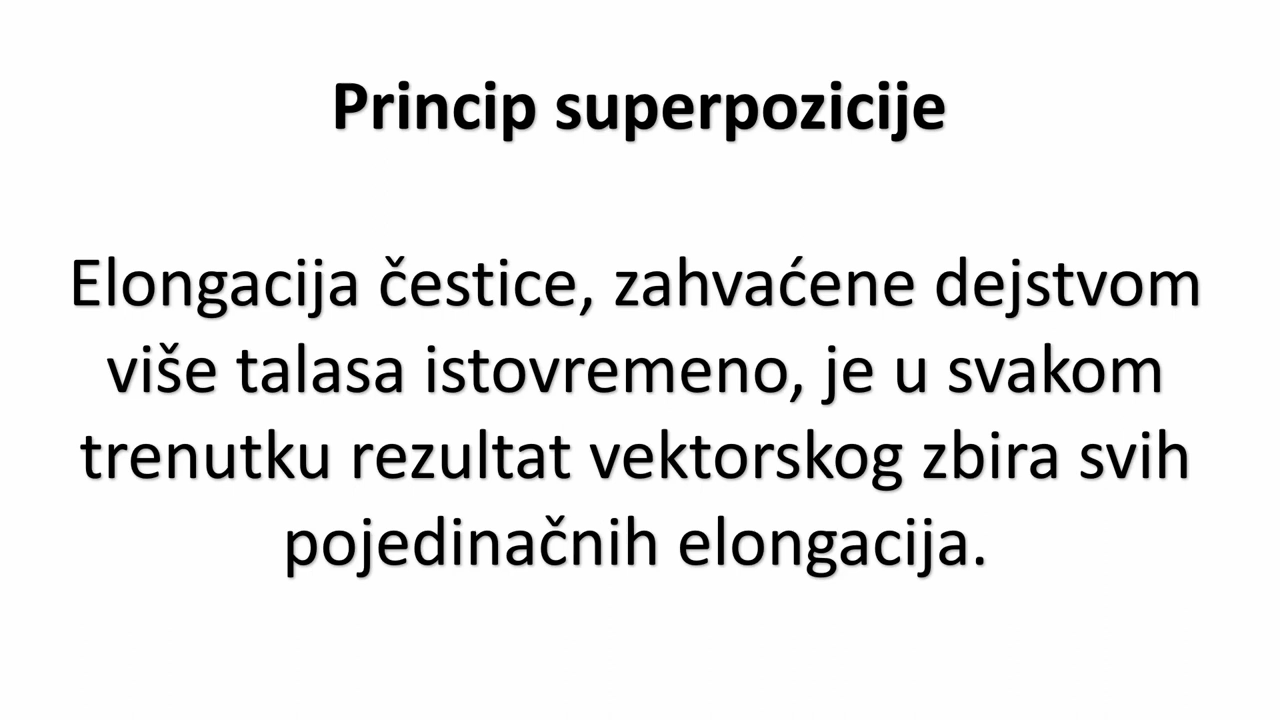 Princip superpozicije
Elongacija čestice, zahvaćene dejstvom
više talasa istovremeno, je u svakom
trenutku rezultat vektorskog zbira svih
pojedinačnih elongacija.